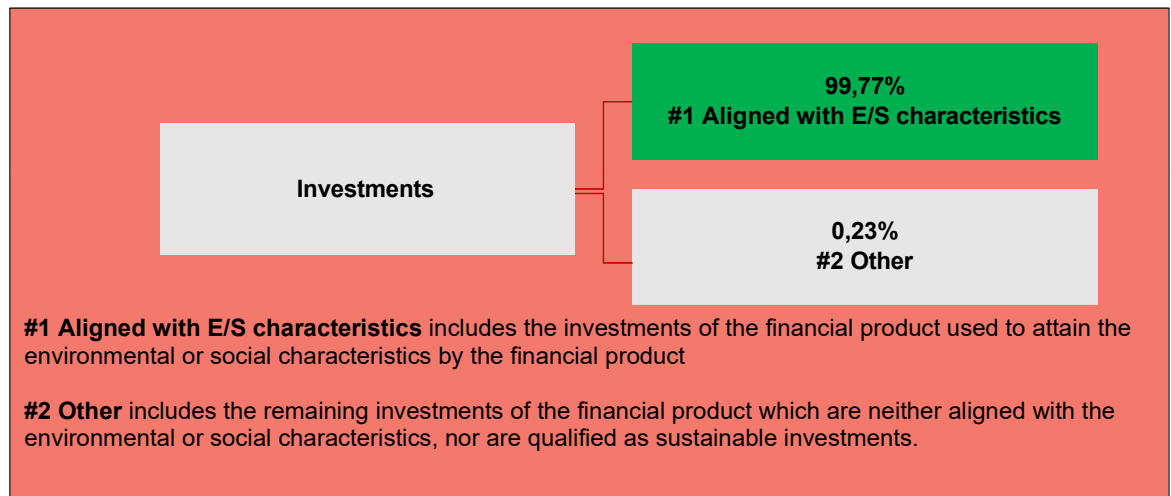 99,77%
#1 Aligned with E/S characteristics
Investments
0,23%
#2 Other
#1 Aligned with E/S characteristics includes the investments of the financial product used to attain the
environmental or social characteristics by the financial product
#2 Other includes the remaining investments of the financial product which are neither aligned with the
environmental or social characteristics, nor are qualified as sustainable investments.